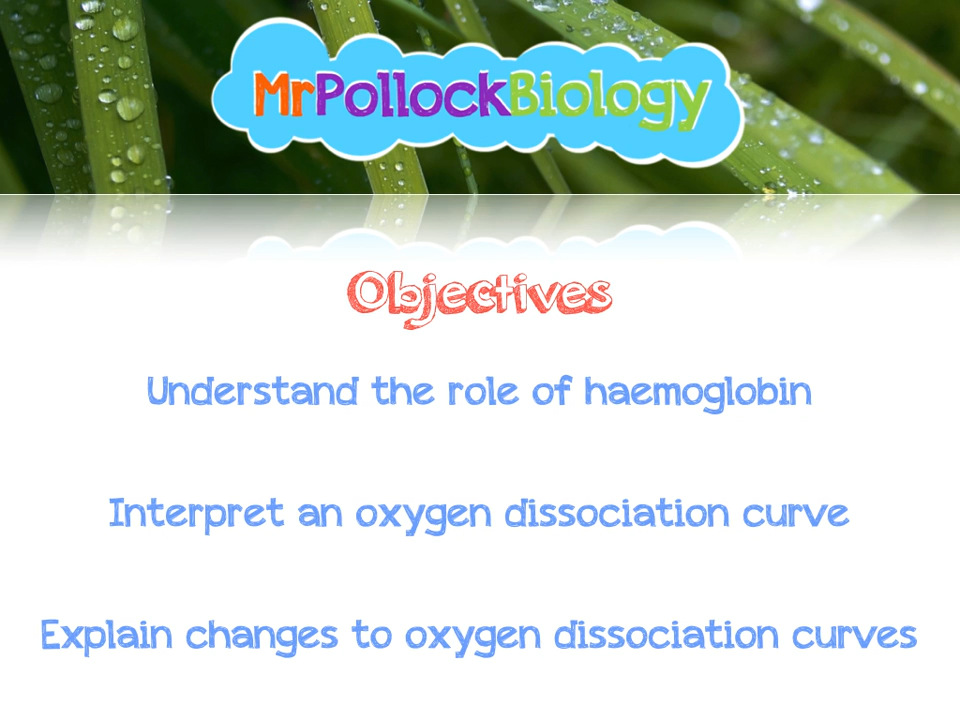 MrPollockBiology
Objectives
Understand the role of haemoglobin
Interpret an oxygen dissociation curve
Explain changes to oxygen dissociation curves